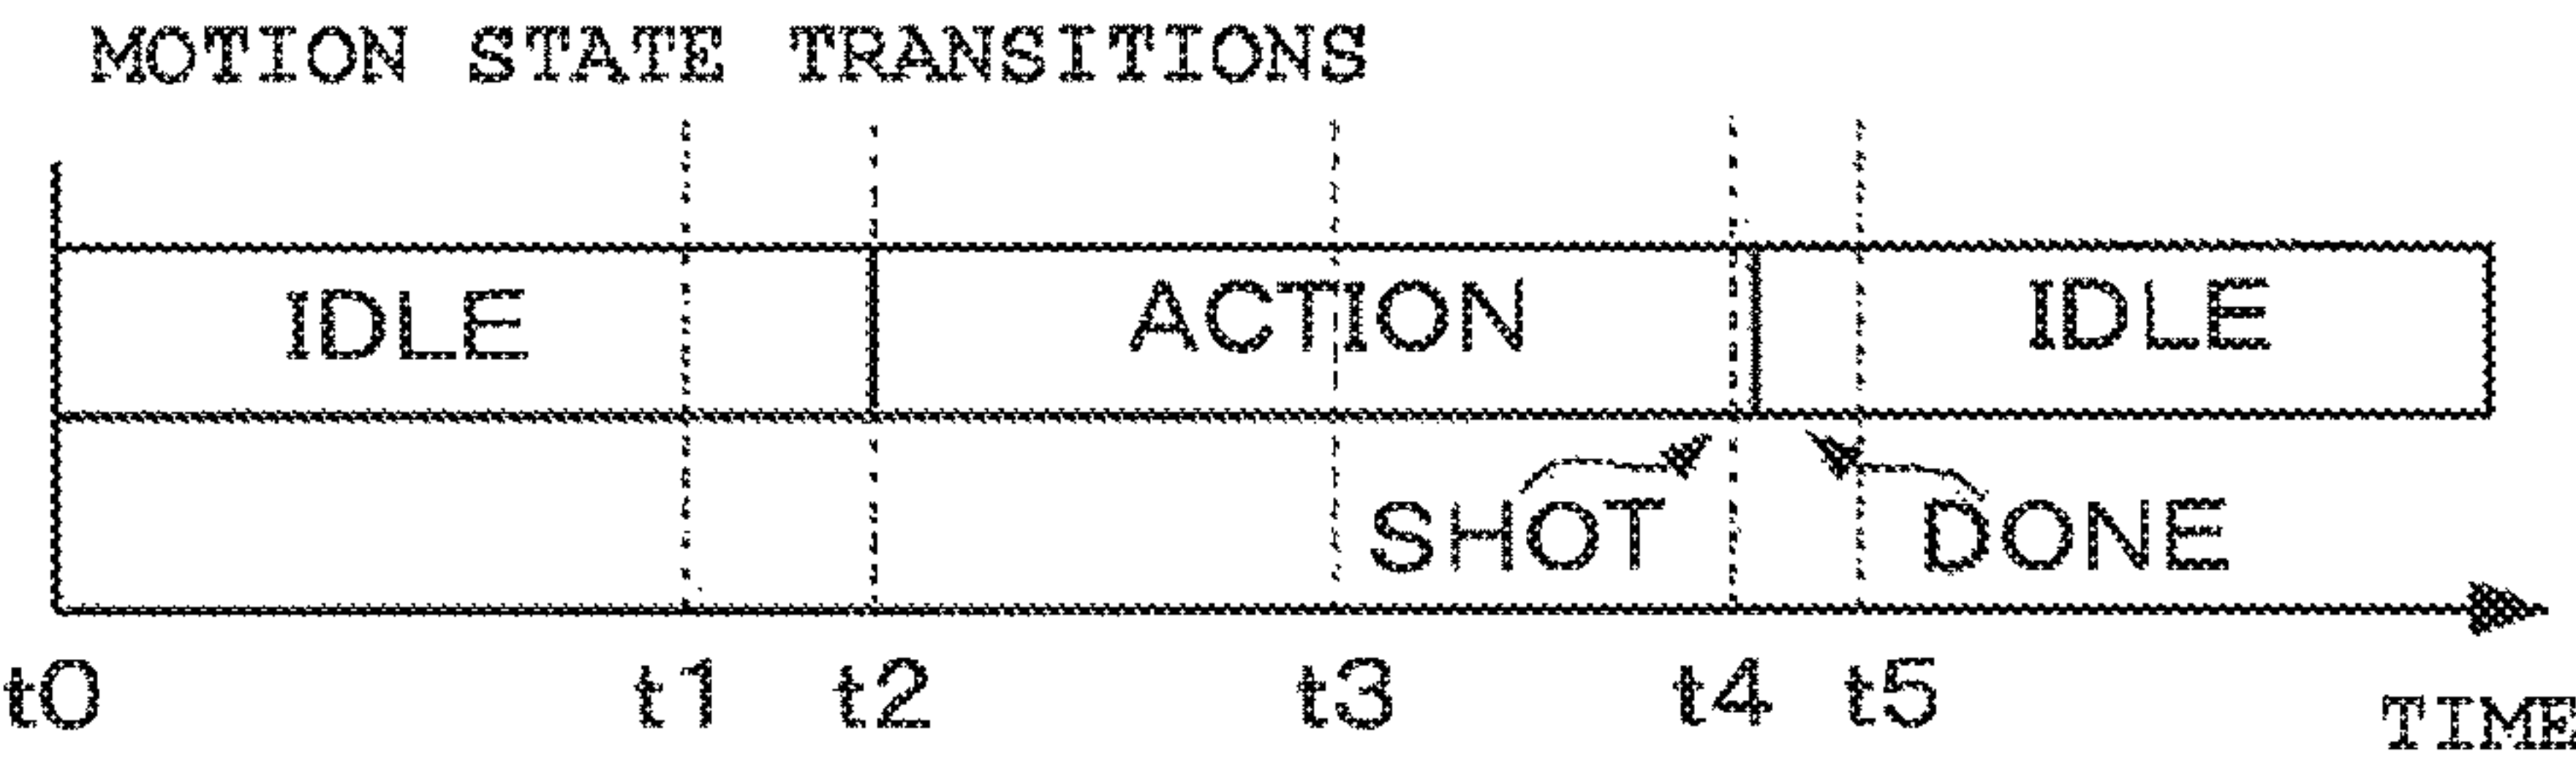 MOTION STATE TRANSITIONS
IDLE ACTION IDLE
SHOT DONE
t0 t1 t2 t3 t4 t5 TIME